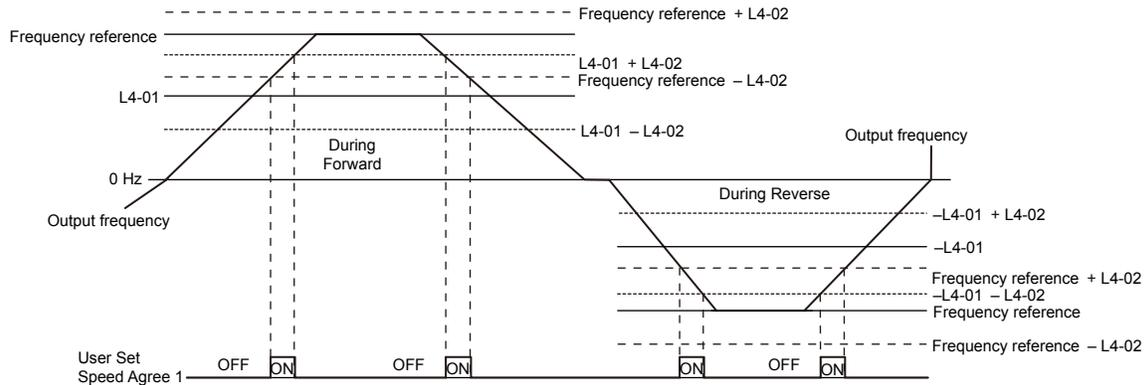 Frequency reference + L4-02
Frequency reference
L4-01 + L4-02
Frequency reference – L4-02
L4-01
L4-01 – L4-02
During
Forward
Output frequency
0 Hz
During Reverse
Output frequency
–L4-01 + L4-02
–L4-01
Frequency reference + L4-02
–L4-01 – L4-02
Frequency reference
Frequency reference – L4-02
User Set
Speed Agree 1
OFF ON OFF ON ON OFF ON